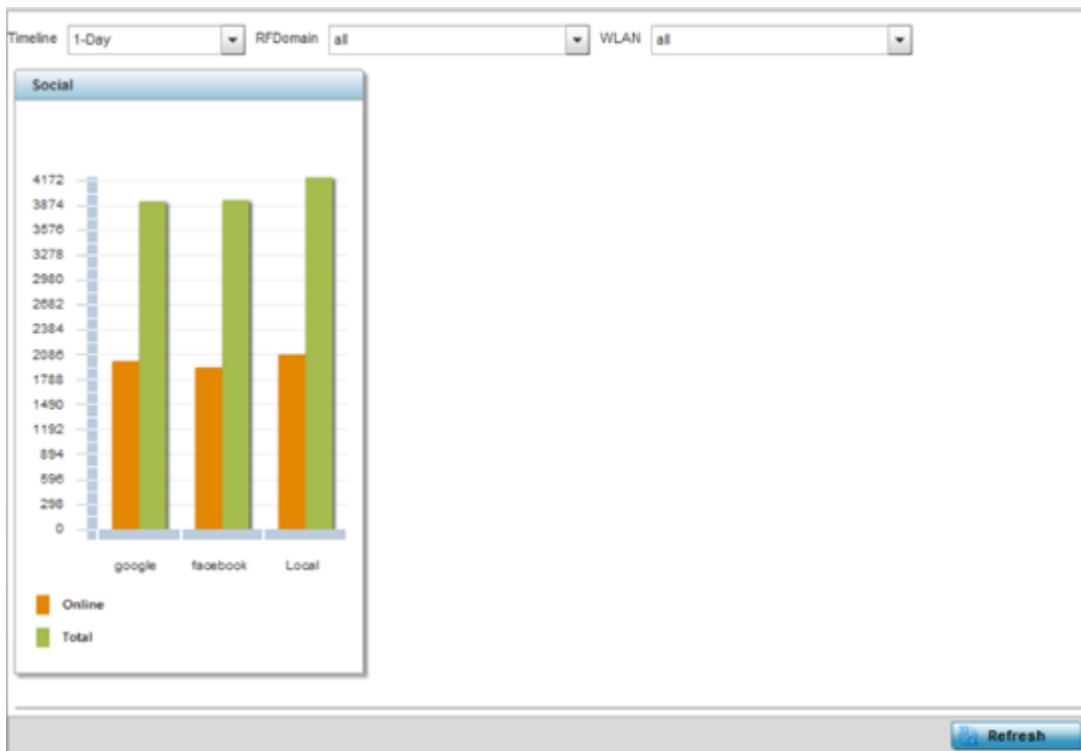 Timeline 1-Day RFDomain all WLAN all
Social
4172
3874
3576
3278
2980
2682
2384
2086
1788
1490
1192
894
596
298
0
google facebook Local
Online
Total
Refresh